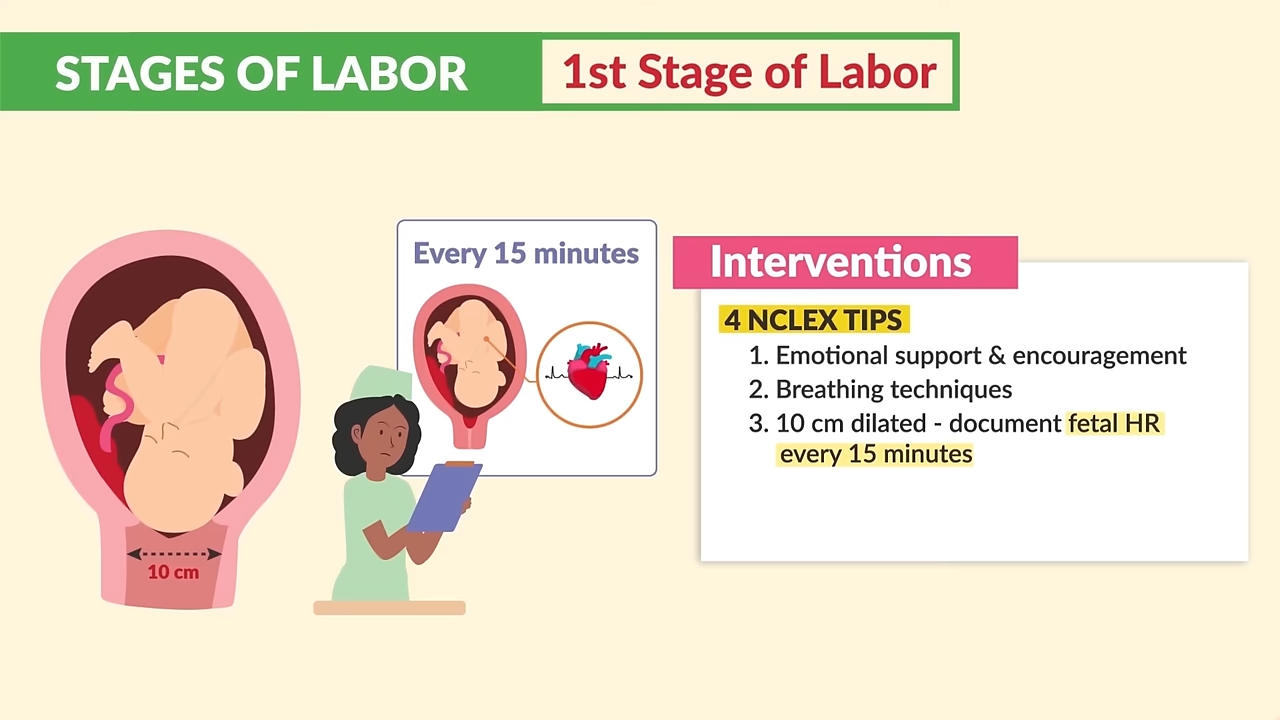 STAGES OF LABOR
1st Stage of Labor
Every 15 minutes
Interventions
4 NCLEX TIPS
1. Emotional support & encouragement
2. Breathing techniques
3. 10 cm dilated - document fetal HR
every 15 minutes
10 cm